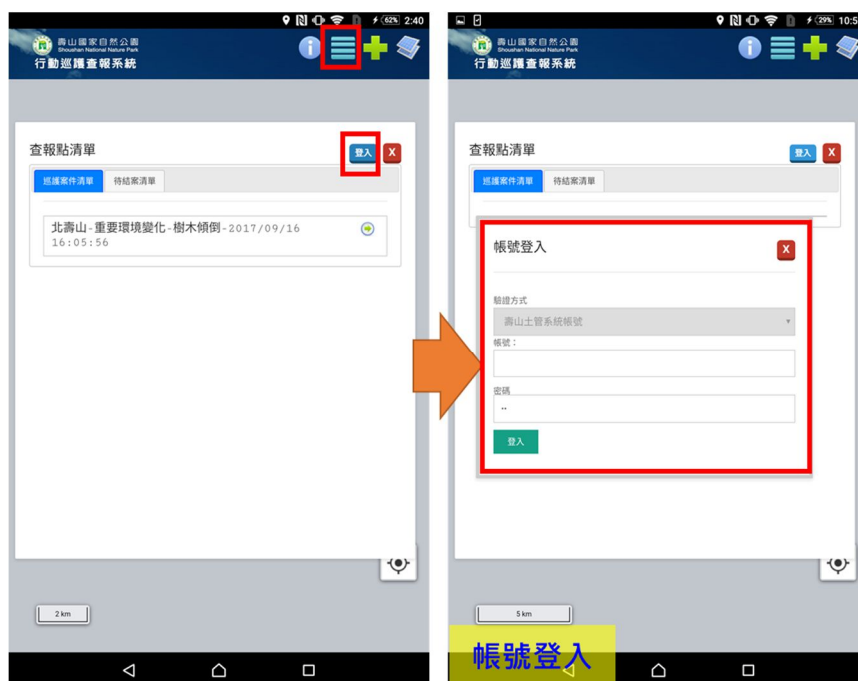 62% 2:40
壽山國家自然公園
Shoushan National Nature Park
行動巡護查報系統
查報點清單
登入 X
巡護案件清單 待結案清單
北壽山-重要環境變化-樹木傾倒-2017/09/16
16:05:56
2 km
29% 10:5
壽山國家自然公園
Shoushan National Nature Park
行動巡護查報系統
查報點清單
登入 X
巡護案件清單 待結案清單
帳號登入 X
驗證方式
壽山土管系統帳號
帳號：
密碼
..
登入
5 km
帳號登入